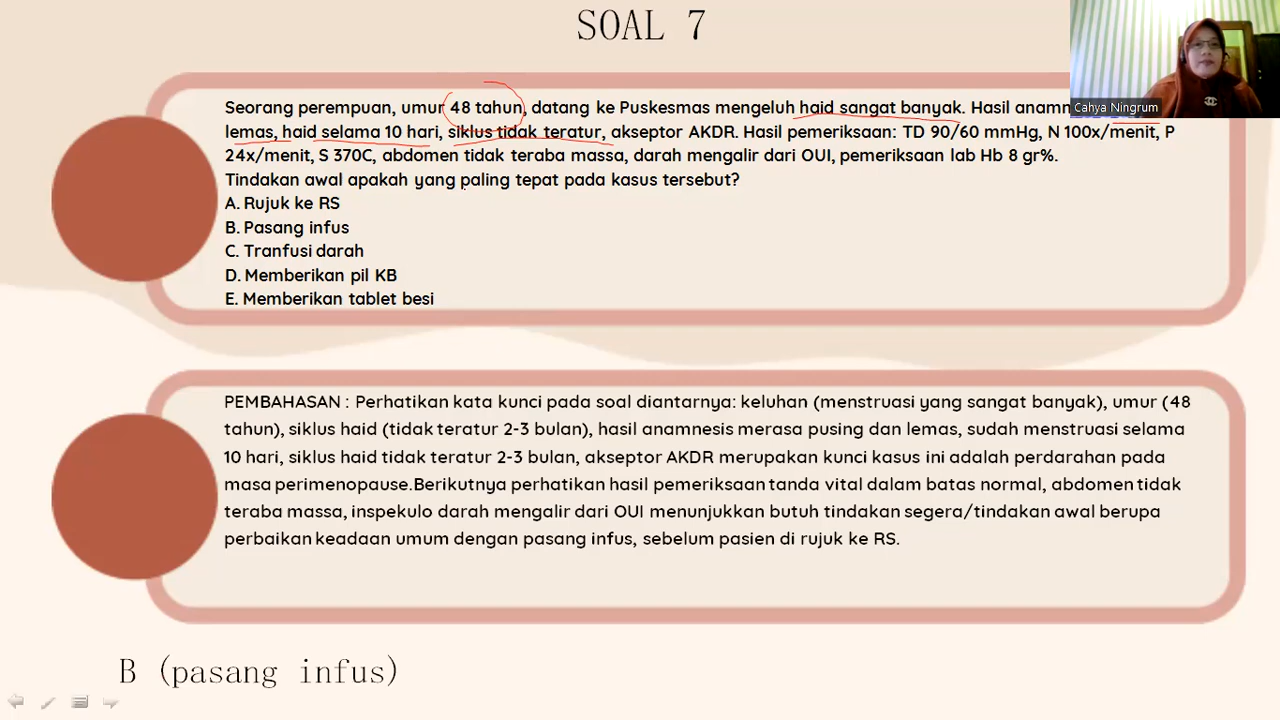 SOAL 7
Seorang perempuan, umur 48 tahun, datang ke Puskesmas mengeluh haid sangat banyak. Hasil
lemas, haid selama 10 hari, siklus tidak teratur, akseptor AKDR. Hasil pemeriksaan: TD 90/60 mmHg, N 100x/menit, P
24x/menit, S 370C, abdomen tidak teraba massa, darah mengalir dari OUI, pemeriksaan lab Hb 8 gr%.
Tindakan awal apakah yang paling tepat pada kasus tersebut?
A. Rujuk ke RS
B. Pasang infus
C. Tranfusi darah
D. Memberikan pil KB
E. Memberikan tablet besi
Cahya Ningrum
PEMBAHASAN : Perhatikan kata kunci pada soal diantarnya: keluhan (menstruasi yang sangat banyak), umur (48
tahun), siklus haid (tidak teratur 2-3 bulan), hasil anamnesis merasa pusing dan lemas, sudah menstruasi selama
10 hari, siklus haid tidak teratur 2-3 bulan, akseptor AKDR merupakan kunci kasus ini adalah perdarahan pada
masa perimenopause.Berikutnya perhatikan hasil pemeriksaan tanda vital dalam batas normal, abdomen tidak
teraba massa, inspekulo darah mengalir dari OUI menunjukkan butuh tindakan segera/tindakan awal berupa
perbaikan keadaan umum dengan pasang infus, sebelum pasien di rujuk ke RS.
B (pasang infus)